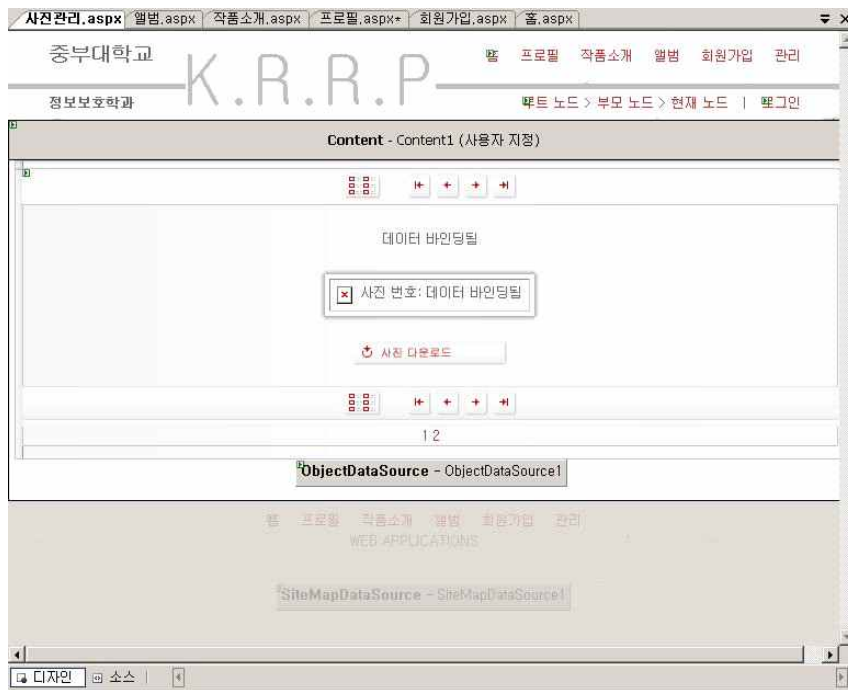 사진관리.aspx 앨범.aspx 작품소개.aspx 프로필.aspx* 회원가입.aspx 홈.aspx
중부대학교
K.R.R.P
홈 프로필 작품소개 앨범 회원가입 관리
정보보호학과
루트 노드 > 부모 노드 > 현재 노드 | 로그인
Content - Content1 (사용자 지정)
데이터 바인딩됨
사진 번호: 데이터 바인딩됨
사진 다운로드
1 2
ObjectDataSource - ObjectDataSource1
홈 프로필 작품소개 앨범 회원가입 관리
WEB APPLICATIONS
SiteMapDataSource - SiteMapDataSource1
디자인 소스